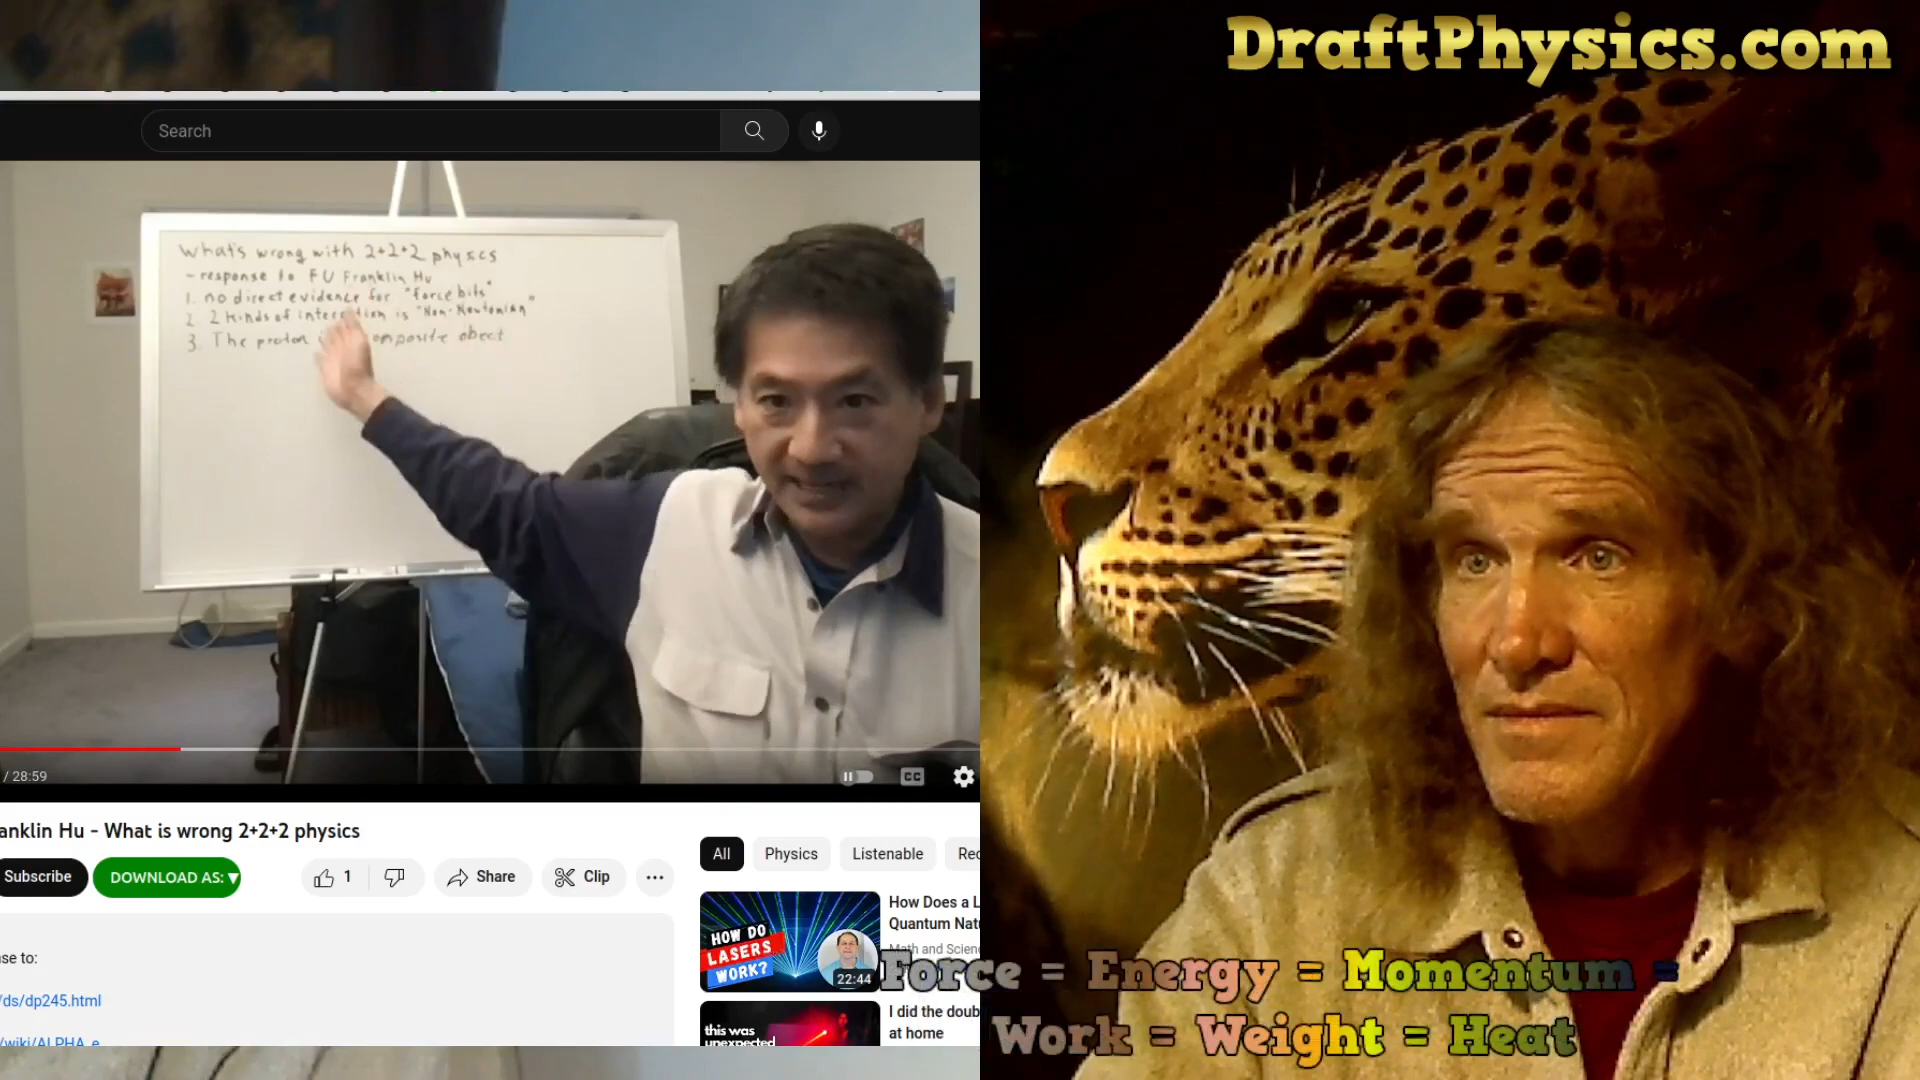 DraftPhysics.com
Search
What's wrong with 2+2+2 physics
- response to FU Franklin Hu
1. no direct evidence for "force bits"
2. 2 kinds of interaction is "Non-Newtonian"
3. The proton composite obect
/ 28:59
CC
anklin Hu - What is wrong 2+2+2 physics
Subscribe
DOWNLOAD AS: ▼
1
Share
Clip
...
All
Physics
Listenable
Rec
HOW DO
LASERS
WORK?
22:44
How Does a L
Quantum Natu
Math and Scienc
se to:
/ds/dp245.html
/wiki/ALPHA_e
this was
unexpected
I did the doub
at home
Force = Energy = Momentum =
Work = Weight = Heat